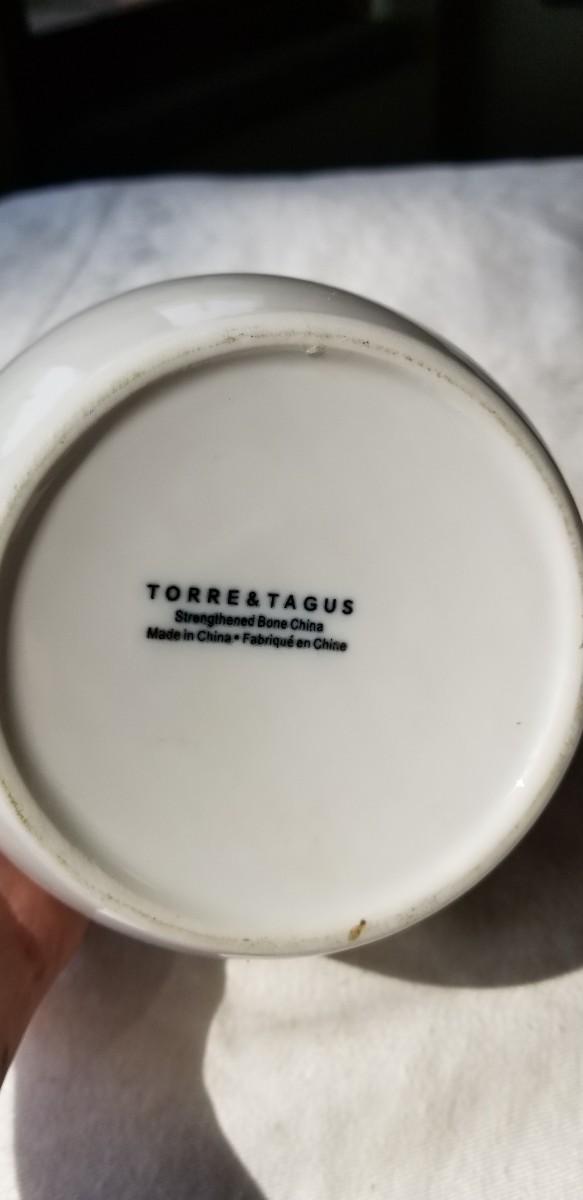 TORRE&TAGUS
Strengthened Bone China
Made in China • Fabriqué en Chine